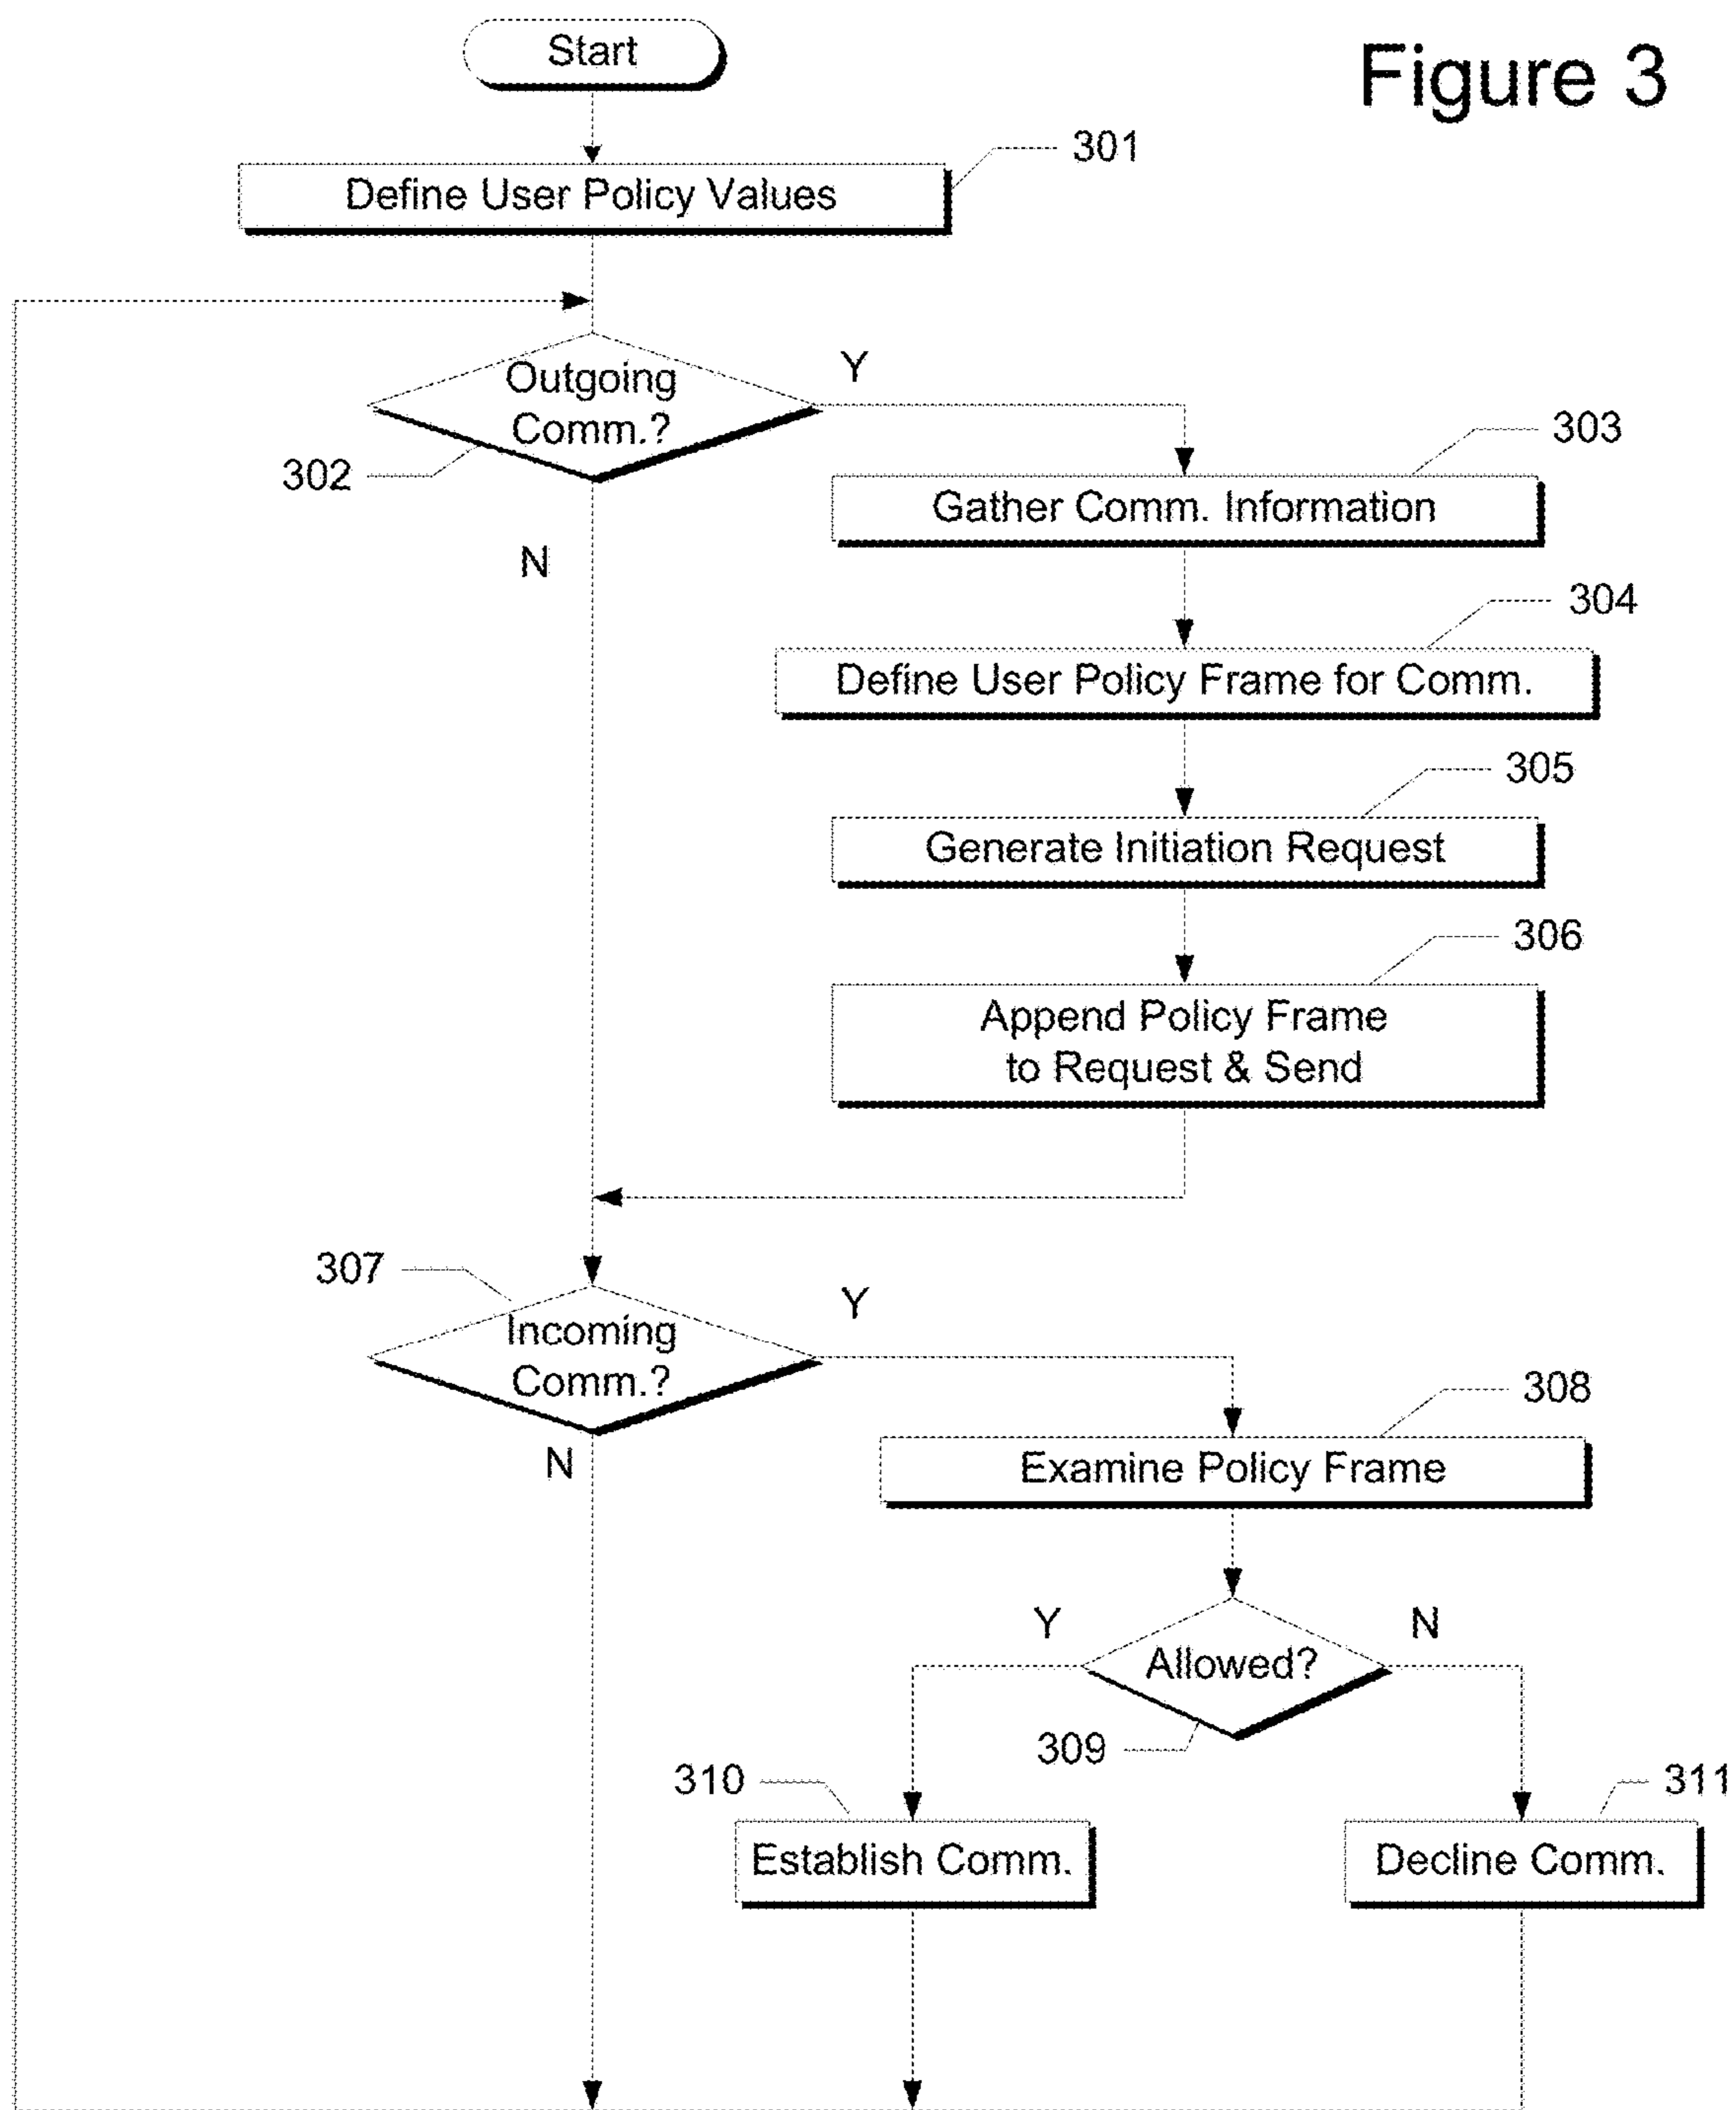 Figure 3
Start
301
Define User Policy Values
Outgoing
Comm.?
Y
302
N
303
Gather Comm. Information
304
Define User Policy Frame for Comm.
305
Generate Initiation Request
306
Append Policy Frame
to Request & Send
307
Incoming
Comm.?
Y
N
308
Examine Policy Frame
Y
Allowed?
N
309
310
Establish Comm.
311
Decline Comm.